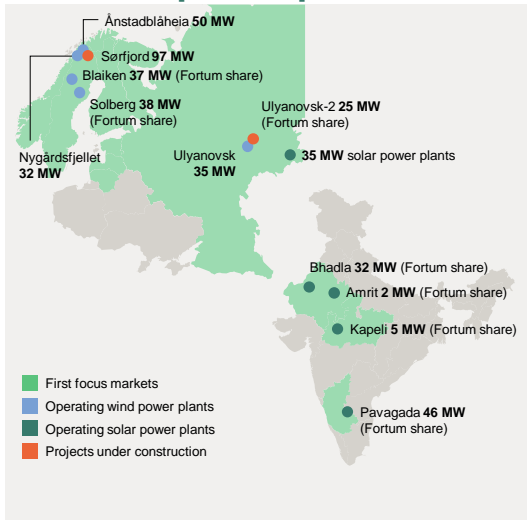 Ånstadblåheia 50 MW
Sørfjord 97 MW
Blaiken 37 MW (Fortum share)
Solberg 38 MW
(Fortum share)
Nygårdsfjellet
32 MW
Ulyanovsk-2 25 MW
(Fortum share)
Ulyanovsk
35 MW
35 MW solar power plants
Bhadla 32 MW (Fortum share)
Amrit 2 MW (Fortum share)
Kapeli 5 MW (Fortum share)
Pavagada 46 MW
(Fortum share)
First focus markets
Operating wind power plants
Operating solar power plants
Projects under construction